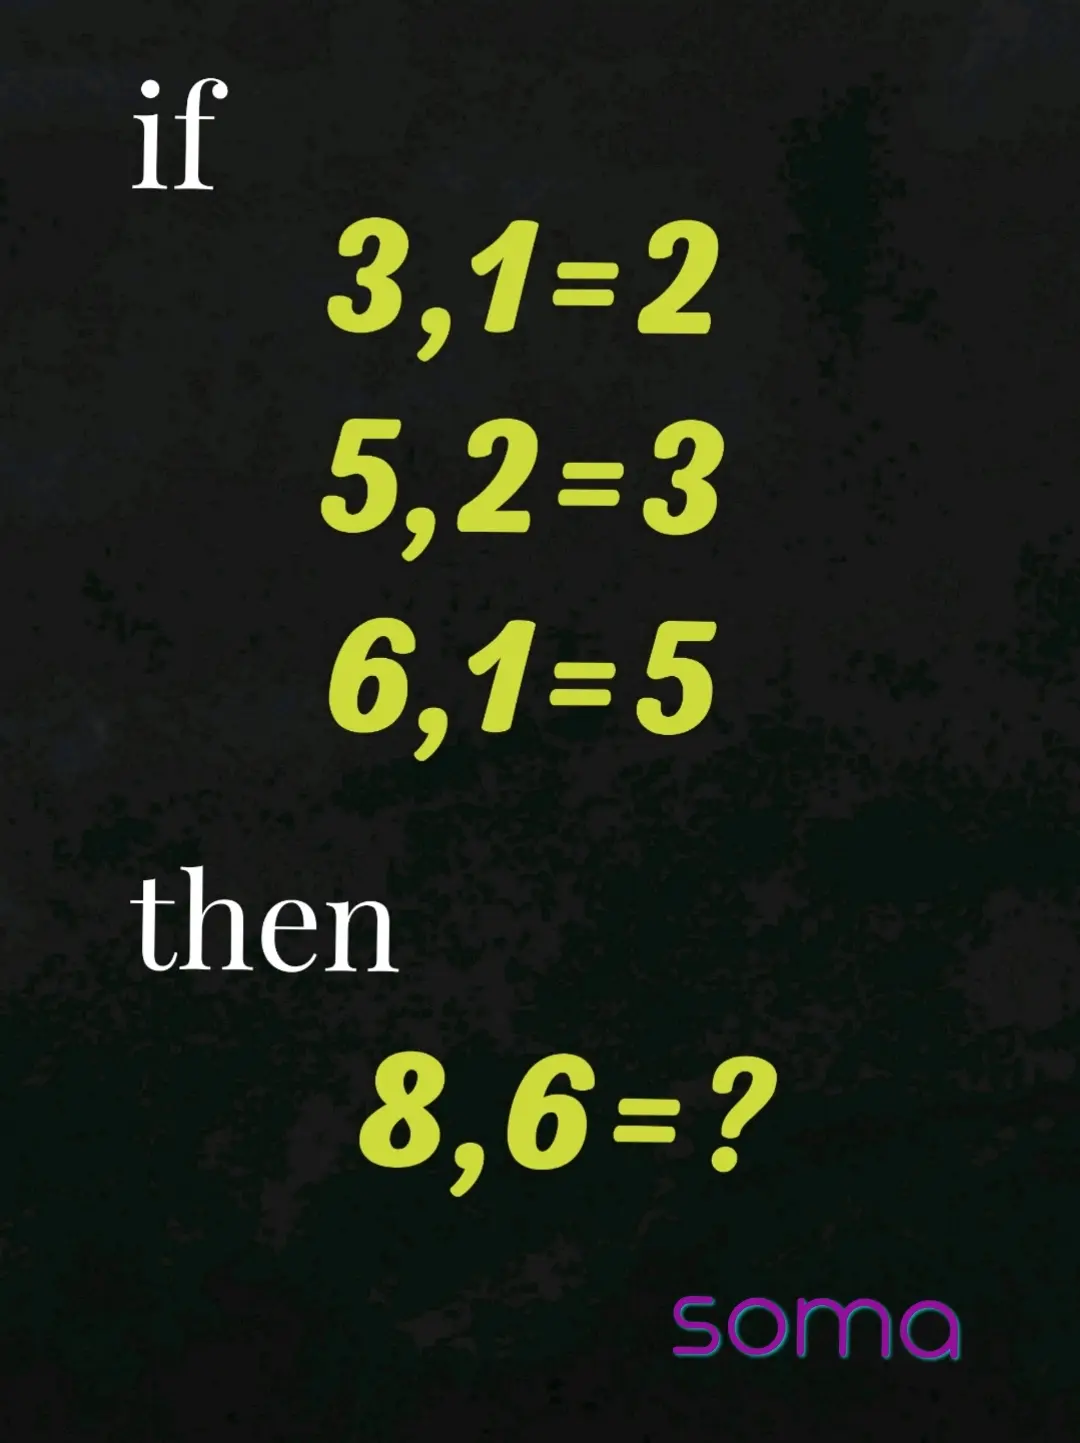 if
3,1=2
5,2=3
6,1=5
then
8,6=?
soma